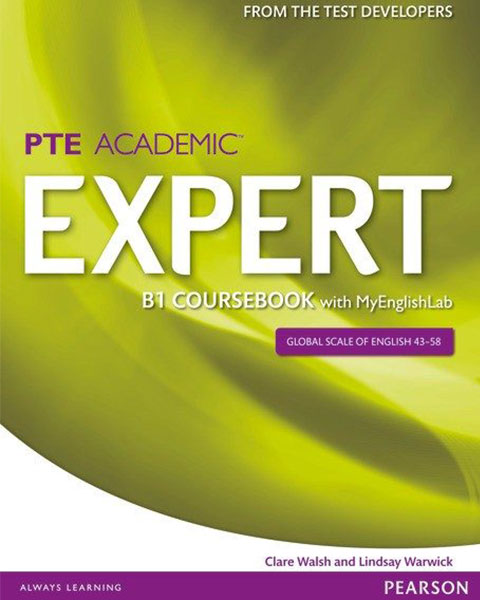 FROM THE TEST DEVELOPERS
PTE ACADEMIC™
EXPERT
B1 COURSEBOOK with MyEnglishLab
GLOBAL SCALE OF ENGLISH 43-58
Clare Walsh and Lindsay Warwick
ALWAYS LEARNING
PEARSON